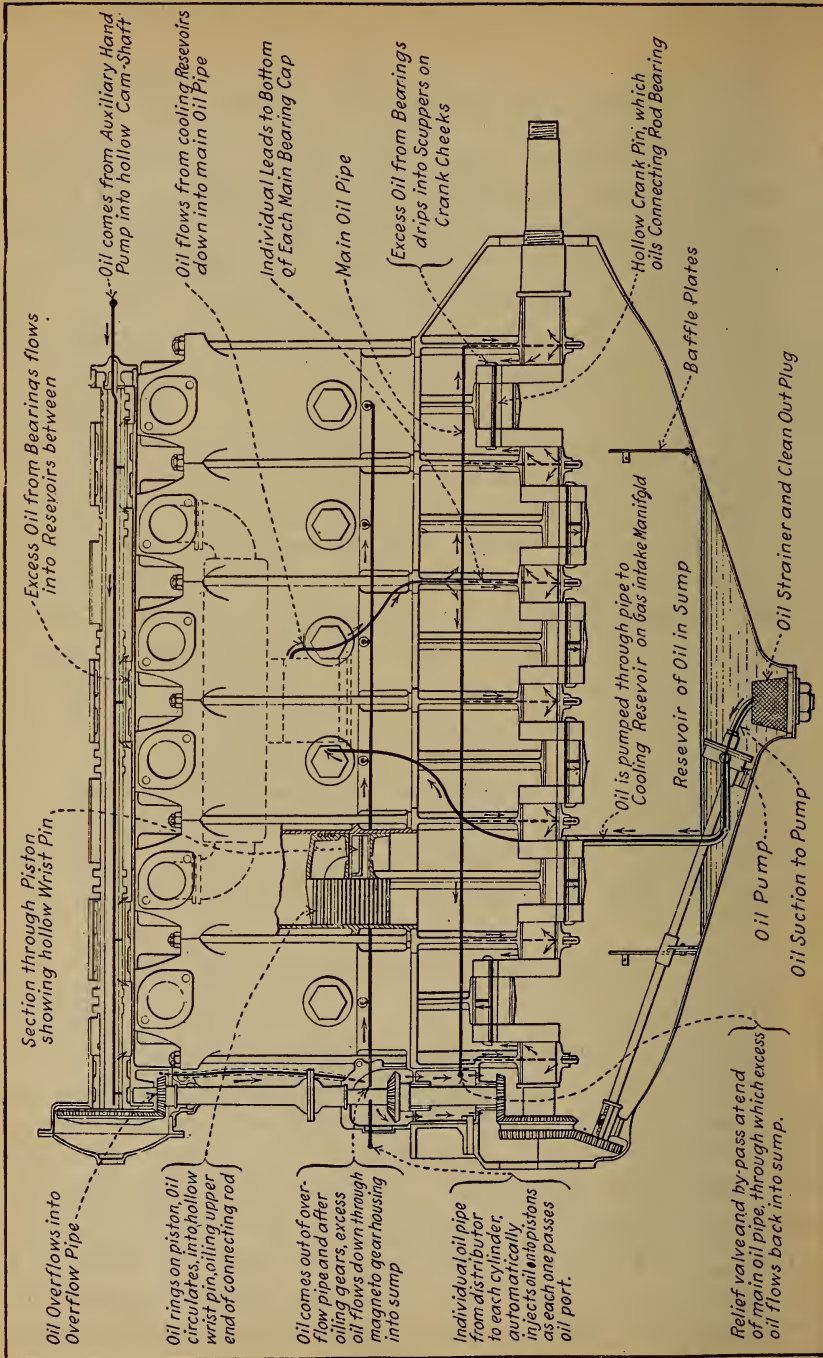 Oil comes from Auxiliary Hand
Pump into hollow Cam-Shaft
Excess Oil from Bearings flows
into Resevoirs between
Section through Piston
showing hollow Wrist Pin
Oil Overflows into
Overflow Pipe
Oil flows from cooling Resevoirs
down into main Oil Pipe
Individual Leads to Bottom
of Each Main Bearing Cap
Main Oil Pipe
Excess Oil from Bearings
drips into Scuppers on
Crank Cheeks
Hollow Crank Pin, which
oils Connecting Rod Bearing
Baffle Plates
Oil Strainer and Clean Out Plug
Oil is pumped through pipe to
Cooling Reservoir on Gas intake Manifold
Resevoir of Oil in Sump
Oil Pump
Oil Suction to Pump
Oil rings on piston, Oil
circulates, into hollow
wrist pin, oiling upper
end of connecting rod
Oil comes out of over-
flow pipe and after
oiling gears, excess
oil flows down through
magneto gear housing
into sump
Individual oil pipe
from distributor
to each cylinder,
automatically
injects oil onto pistons
as each one passes
oil port.
Relief valve and by-pass at end
of main oil pipe, through which excess
oil flows back into sump.